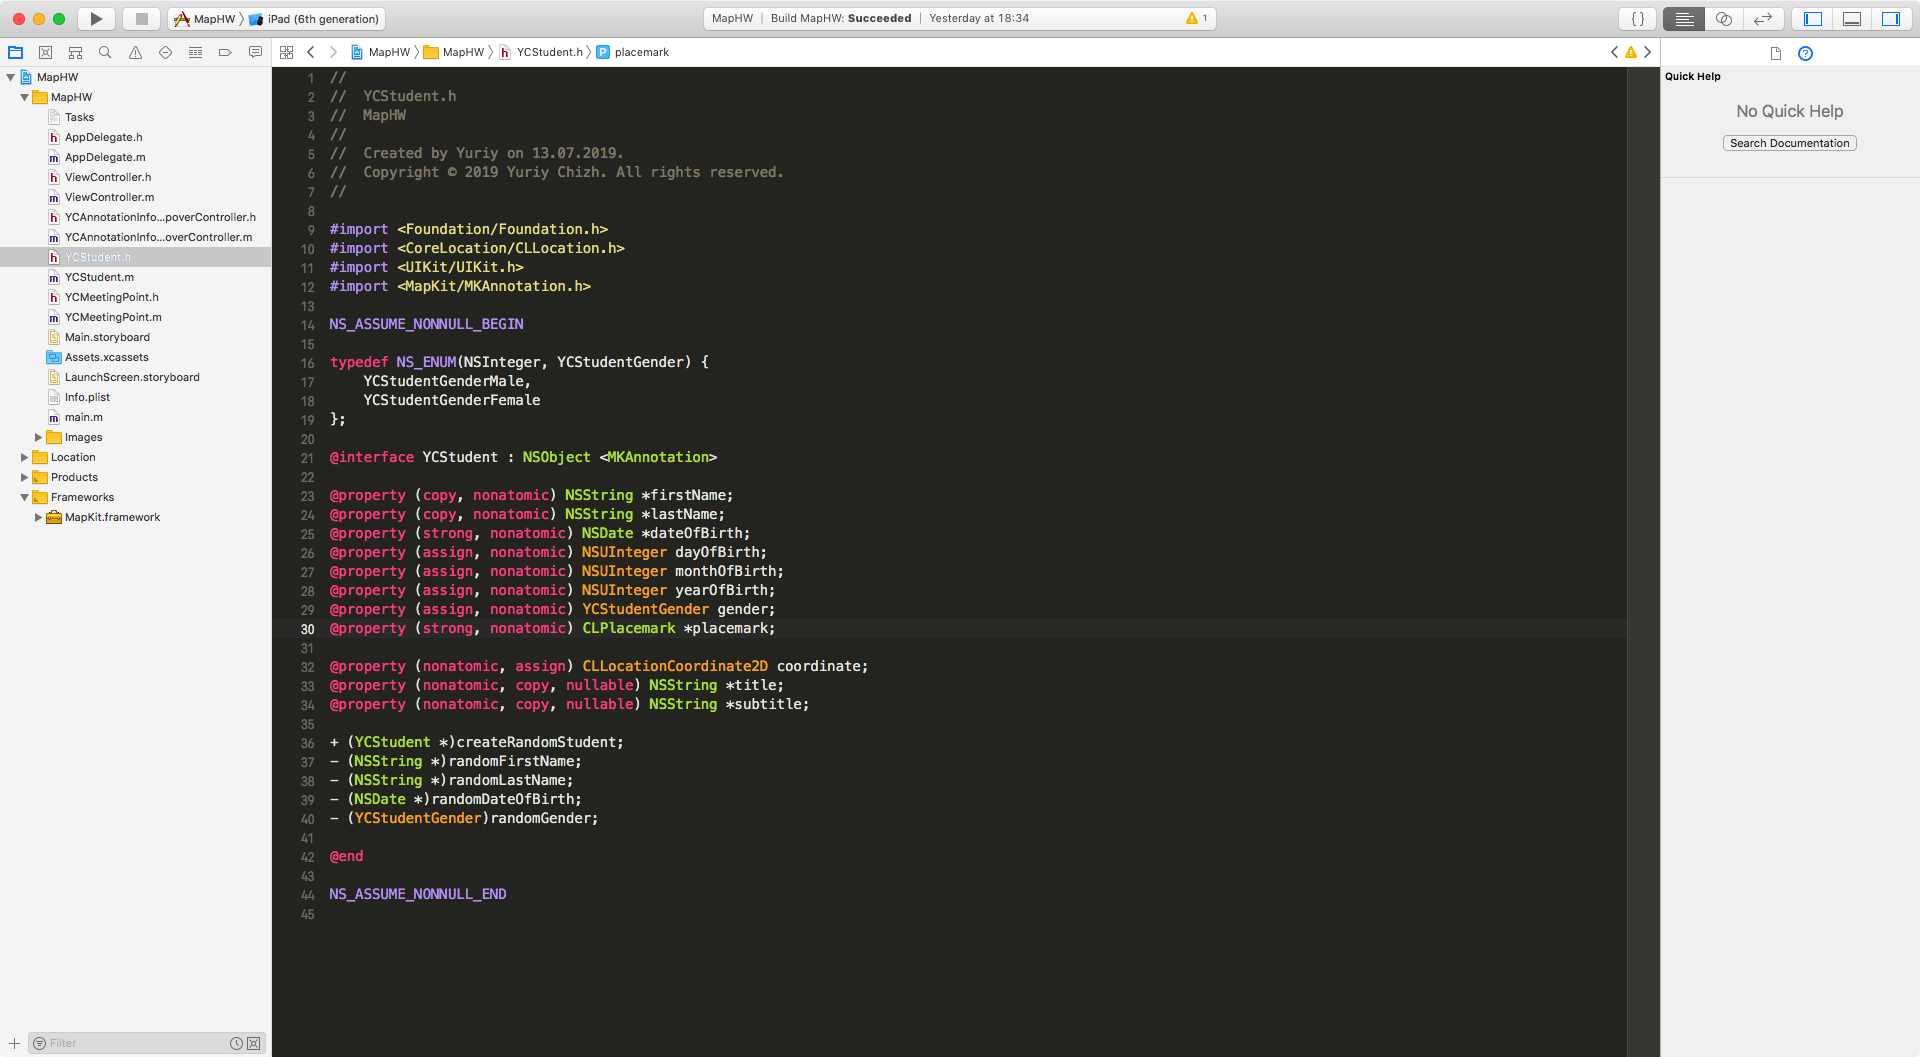 MapHW
iPad (6th generation)
MapHW
Build MapHW: Succeeded
Yesterday at 18:34
1
{}
MapHW
MapHW
YCStudent.h
P
placemark
MapHW
MapHW
Tasks
AppDelegate.h
AppDelegate.m
ViewController.h
ViewController.m
YCAnnotationInfo...poverController.h
YCAnnotationInfo...overController.m
YCStudent.h
YCStudent.m
YCMeetingPoint.h
YCMeetingPoint.m
Main.storyboard
Assets.xcassets
LaunchScreen.storyboard
Info.plist
main.m
Images
Location
Products
Frameworks
MapKit.framework
Filter
1 //
2 //  YCStudent.h
3 //  MapHW
4 //
5 //  Created by Yuriy on 13.07.2019.
6 //  Copyright © 2019 Yuriy Chizh. All rights reserved.
7 //
8
9 #import <Foundation/Foundation.h>
10 #import <CoreLocation/CLLocation.h>
11 #import <UIKit/UIKit.h>
12 #import <MapKit/MKAnnotation.h>
13
14 NS_ASSUME_NONNULL_BEGIN
15
16 typedef NS_ENUM(NSInteger, YCStudentGender) {
17     YCStudentGenderMale,
18     YCStudentGenderFemale
19 };
20
21 @interface YCStudent : NSObject <MKAnnotation>
22
23 @property (copy, nonatomic) NSString *firstName;
24 @property (copy, nonatomic) NSString *lastName;
25 @property (strong, nonatomic) NSDate *dateOfBirth;
26 @property (assign, nonatomic) NSUInteger dayOfBirth;
27 @property (assign, nonatomic) NSUInteger monthOfBirth;
28 @property (assign, nonatomic) NSUInteger yearOfBirth;
29 @property (assign, nonatomic) YCStudentGender gender;
30 @property (strong, nonatomic) CLPlacemark *placemark;
31
32 @property (nonatomic, assign) CLLocationCoordinate2D coordinate;
33 @property (nonatomic, copy, nullable) NSString *title;
34 @property (nonatomic, copy, nullable) NSString *subtitle;
35
36 + (YCStudent *)createRandomStudent;
37 - (NSString *)randomFirstName;
38 - (NSString *)randomLastName;
39 - (NSDate *)randomDateOfBirth;
40 - (YCStudentGender)randomGender;
41
42 @end
43
44 NS_ASSUME_NONNULL_END
45
Quick Help
No Quick Help
Search Documentation